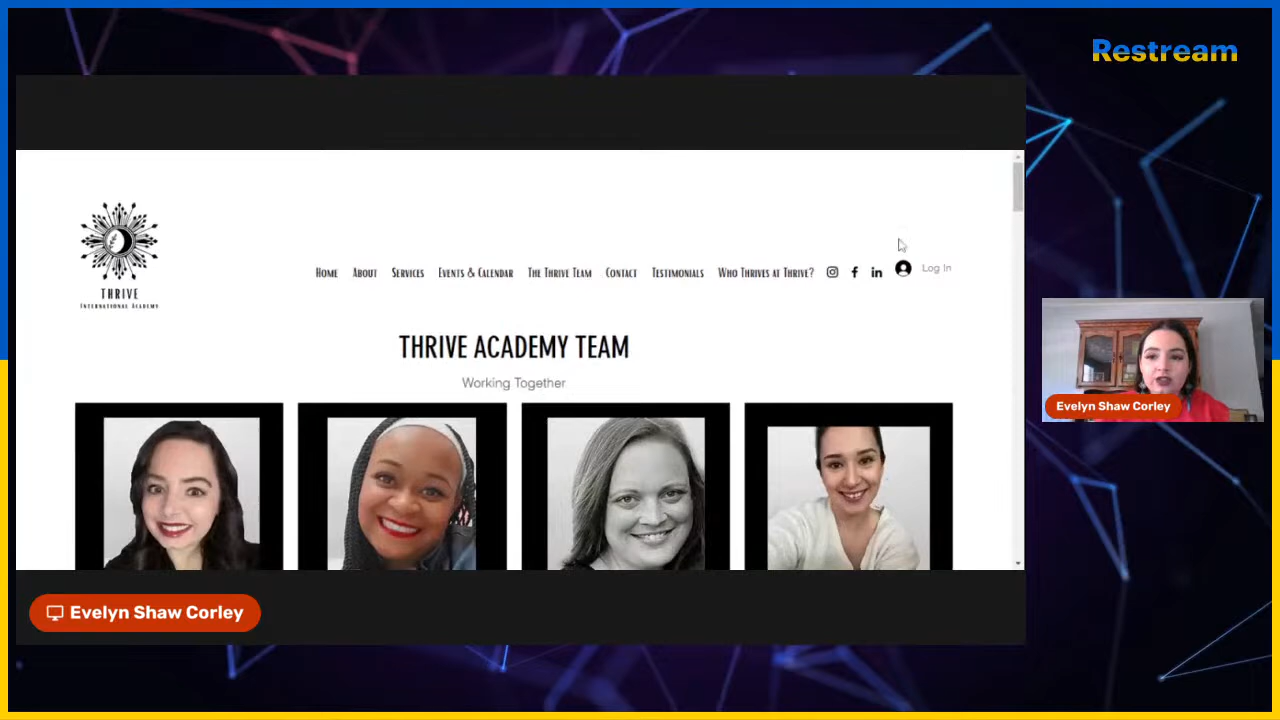 Restream
HOME ABOUT SERVICES EVENTS & CALENDAR THE THRIVE TEAM CONTACT TESTIMONIALS WHO THRIVES AT THRIVE? Log In
THRIVE
INTERNATIONAL ACADEMY
THRIVE ACADEMY TEAM
Working Together
Evelyn Shaw Corley
Evelyn Shaw Corley